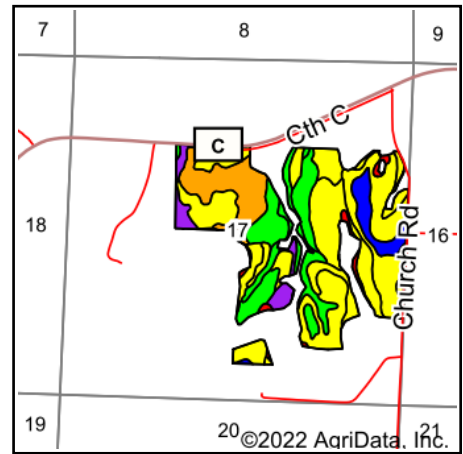 7 8 9
Cth C
C
18 17 16
Church Rd
19 20 21
©2022 AgriData, Inc.